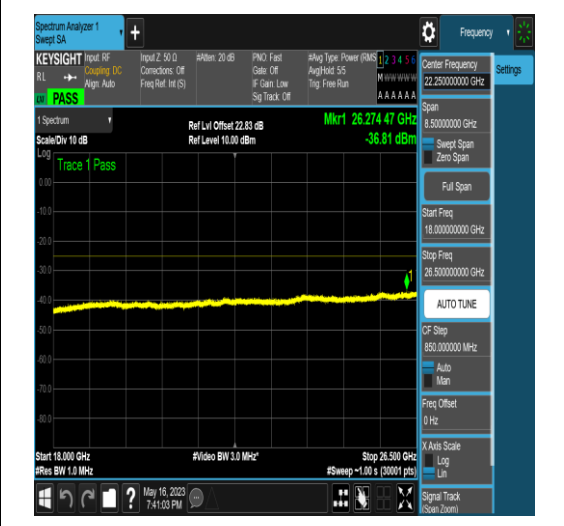 Spectrum Analyzer 1
Swept SA
Frequency
KEYSIGHT
RL
PASS
Input: RF
Coupling: DC
Align: Auto
Input Z: 50 Ω
Corrections: Off
Freq Ref: Int (S)
#Atten: 20 dB
PNO: Fast
Gate: Off
IF Gain: Low
Sig Track: Off
#Avg Type: Power (RMS
Avg|Hold: 5/5
Trig: Free Run
1 2 3 4 5 6
M W W W W W
A A A A A A
1 Spectrum
Scale/Div 10 dB
Ref Lvl Offset 22.83 dB
Ref Level 10.00 dBm
Mkr1 26.274 47 GHz
-36.81 dBm
Log
Trace 1 Pass
0.00
-10.0
-20.0
-30.0
-40.0
-50.0
-60.0
-70.0
-80.0
1
Start 18.000 GHz
#Res BW 1.0 MHz
#Video BW 3.0 MHz*
Stop 26.500 GHz
#Sweep ~1.00 s (30001 pts)
May 16, 2023
7:41:03 PM
Center Frequency
22.250000000 GHz
Settings
Span
8.50000000 GHz
Swept Span
Zero Span
Full Span
Start Freq
18.000000000 GHz
Stop Freq
26.500000000 GHz
AUTO TUNE
CF Step
850.000000 MHz
Auto
Man
Freq Offset
0 Hz
X Axis Scale
Log
Lin
Signal Track
(Span Zoom)